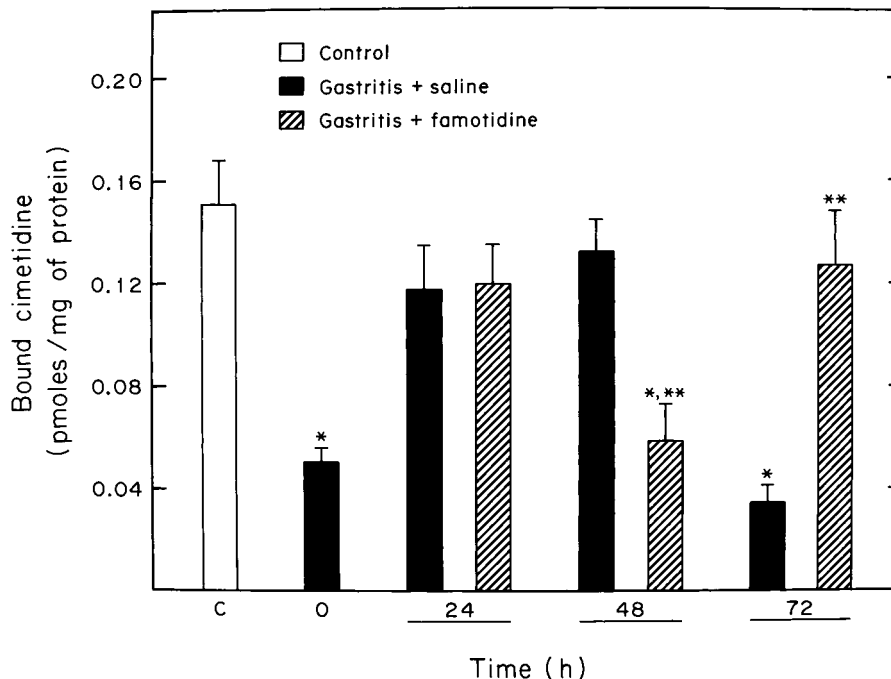 Control
Gastritis + saline
Gastritis + famotidine
Bound cimetidine
(pmoles/mg of protein)
0.20
0.16
0.12
0.08
0.04
*
*,**
*
**
C
0
24
48
72
Time (h)